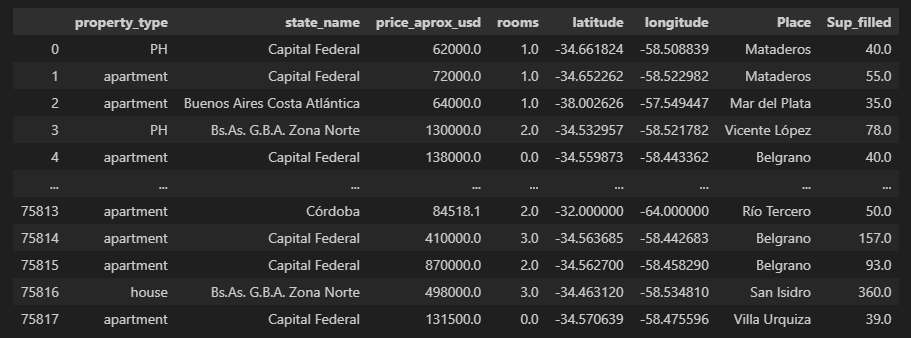 property_type state_name price_aprox_usd rooms latitude longitude Place Sup_filled
0 PH Capital Federal 62000.0 1.0 -34.661824 -58.508839 Mataderos 40.0
1 apartment Capital Federal 72000.0 1.0 -34.652262 -58.522982 Mataderos 55.0
2 apartment Buenos Aires Costa Atlántica 64000.0 1.0 -38.002626 -57.549447 Mar del Plata 35.0
3 PH Bs.As. G.B.A. Zona Norte 130000.0 2.0 -34.532957 -58.521782 Vicente López 78.0
4 apartment Capital Federal 138000.0 0.0 -34.559873 -58.443362 Belgrano 40.0
... ... ... ... ... ... ... ... ...
75813 apartment Córdoba 84518.1 2.0 -32.000000 -64.000000 Río Tercero 50.0
75814 apartment Capital Federal 410000.0 3.0 -34.563685 -58.442683 Belgrano 157.0
75815 apartment Capital Federal 870000.0 2.0 -34.562700 -58.458290 Belgrano 93.0
75816 house Bs.As. G.B.A. Zona Norte 498000.0 3.0 -34.463120 -58.534810 San Isidro 360.0
75817 apartment Capital Federal 131500.0 0.0 -34.570639 -58.475596 Villa Urquiza 39.0